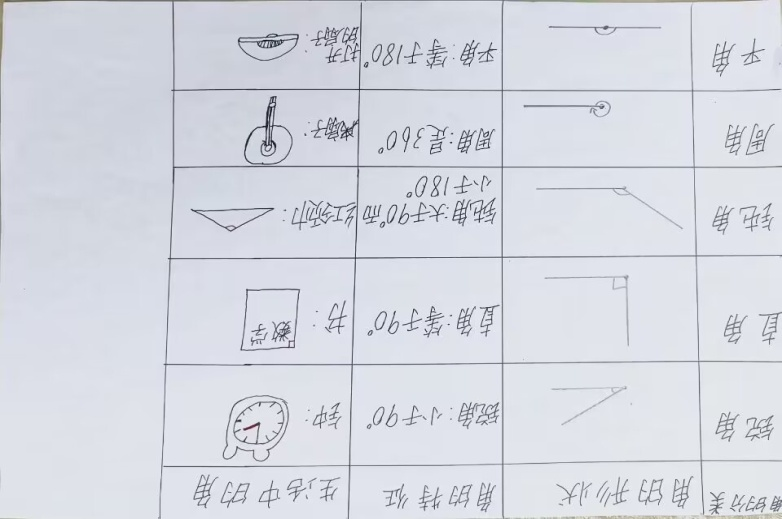 角的分类
角的形状
角的特征
生活中的角
锐角
锐角:小于90°
钟:
直角
直角:等于90°
书:
数学
钝角
钝角:大于90°而
小于180°
红领巾:
周角
周角:是360°
扇子:
平角
平角:等于180°
打开
的扇子: